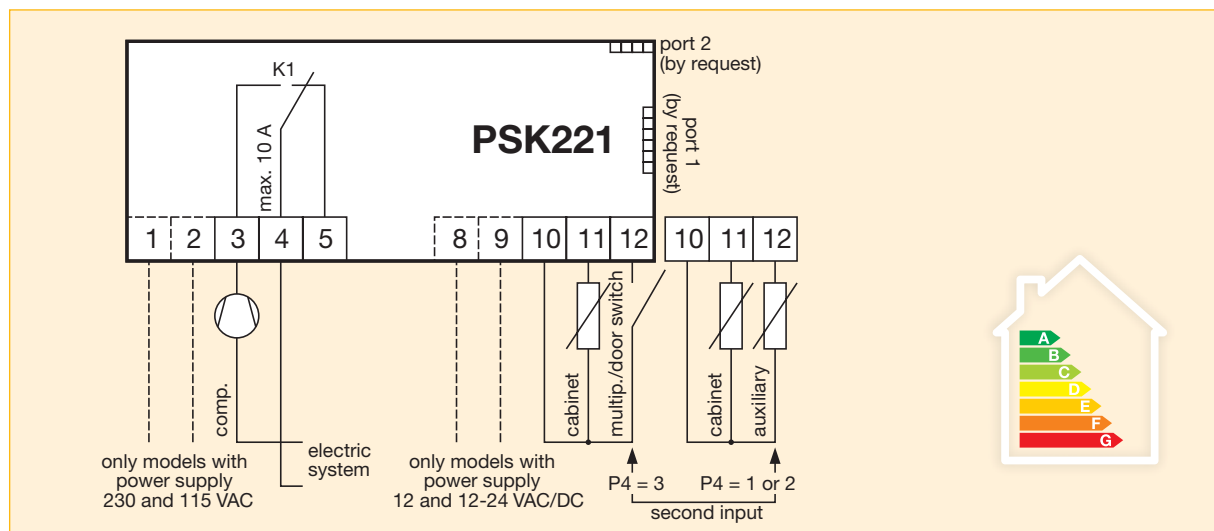 port 2
(by request)
K1
max. 10 A
PSK221
port 1
(by request)
1 2 3 4 5 8 9 10 11 12 10 11 12
comp.
cabinet
multip./door switch
cabinet
auxiliary
electric
system
only models with
power supply
230 and 115 VAC
only models with
power supply
12 and 12-24 VAC/DC
P4 = 3
P4 = 1 or 2
second input
A
B
C
D
E
F
G